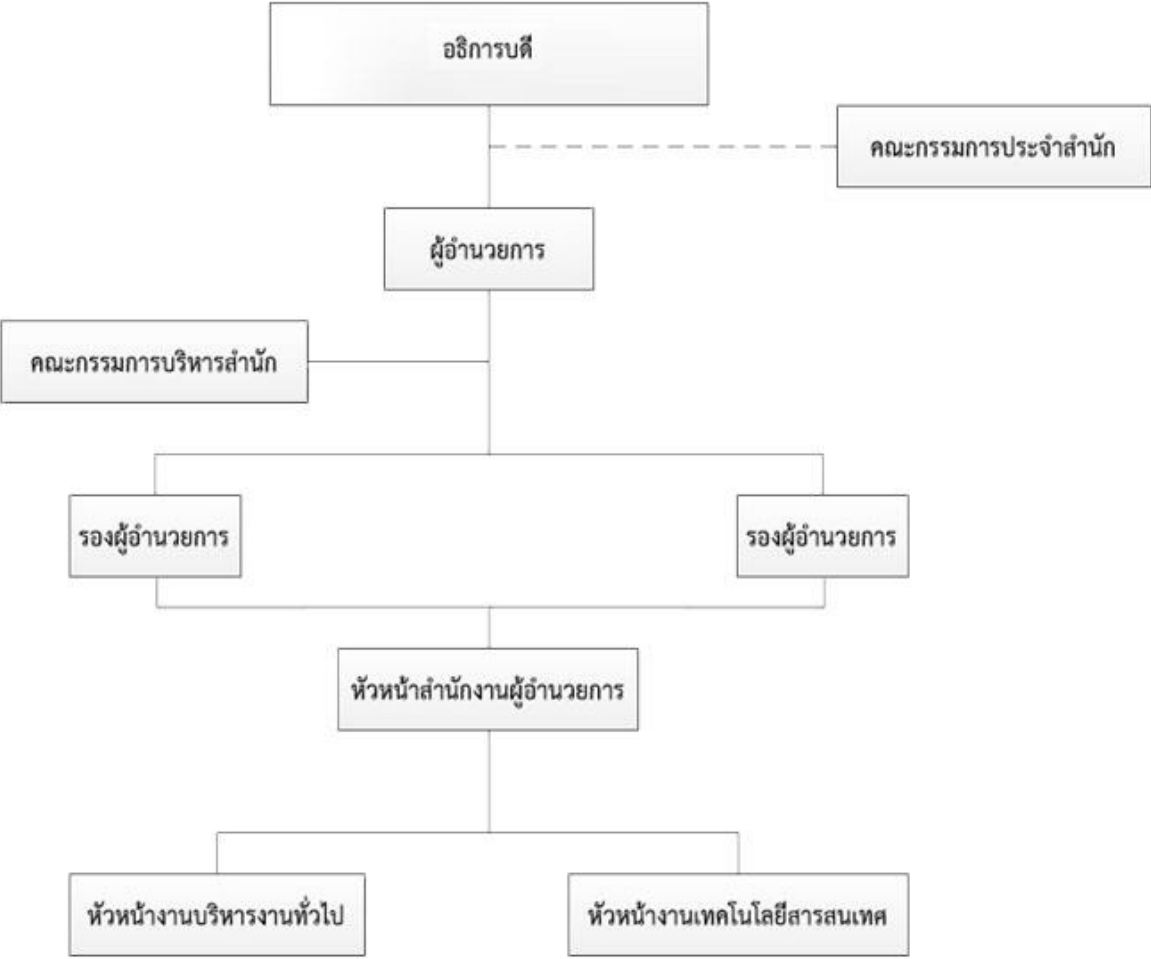 อธิการบดี
คณะกรรมการประจำสำนัก
ผู้อำนวยการ
คณะกรรมการบริหารสำนัก
รองผู้อำนวยการ
รองผู้อำนวยการ
หัวหน้าสำนักงานผู้อำนวยการ
หัวหน้างานบริหารงานทั่วไป
หัวหน้างานเทคโนโลยีสารสนเทศ